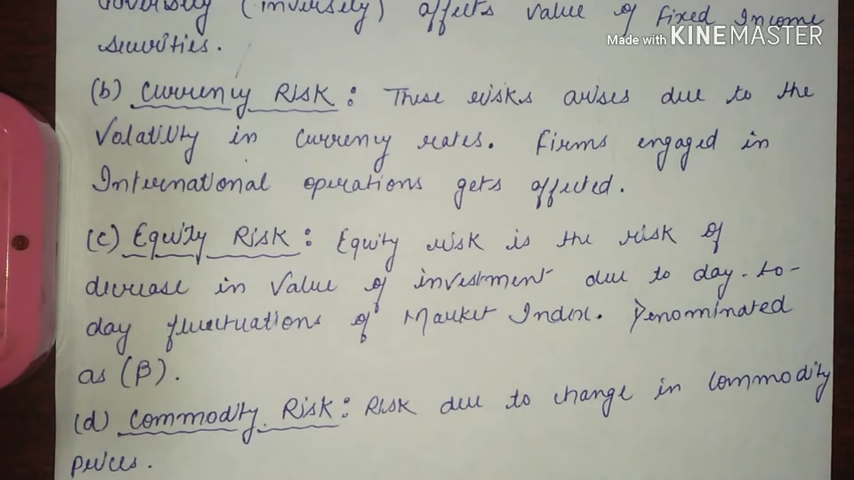 adversely (inversely) affects value of fixed Income
securities.
Made with KINEMASTER
(b) Currency Risk: These risks arises due to the
Volatility in Currency rates. Firms engaged in
International operations gets affected.
(c) Equity Risk: Equity risk is the risk of
decrease in Value of investment due to day-to-
day fluctuations of Market Index. Denominated
as (β).
(d) Commodity Risk: Risk due to change in Commodity
prices.